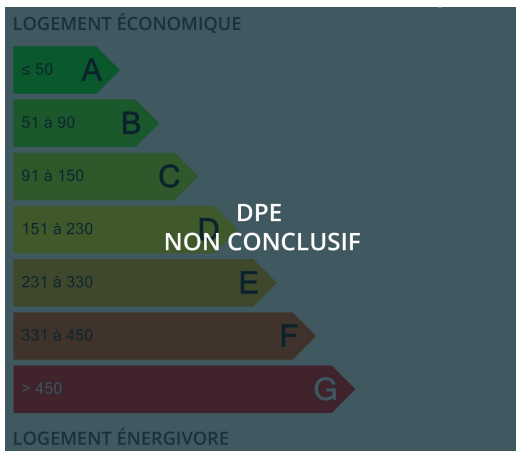 LOGEMENT ÉCONOMIQUE
≤ 50 A
51 à 90 B
91 à 150 C
DPE
151 à 230 D
NON CONCLUSIF
231 à 330 E
331 à 450 F
> 450 G
LOGEMENT ÉNERGIVORE